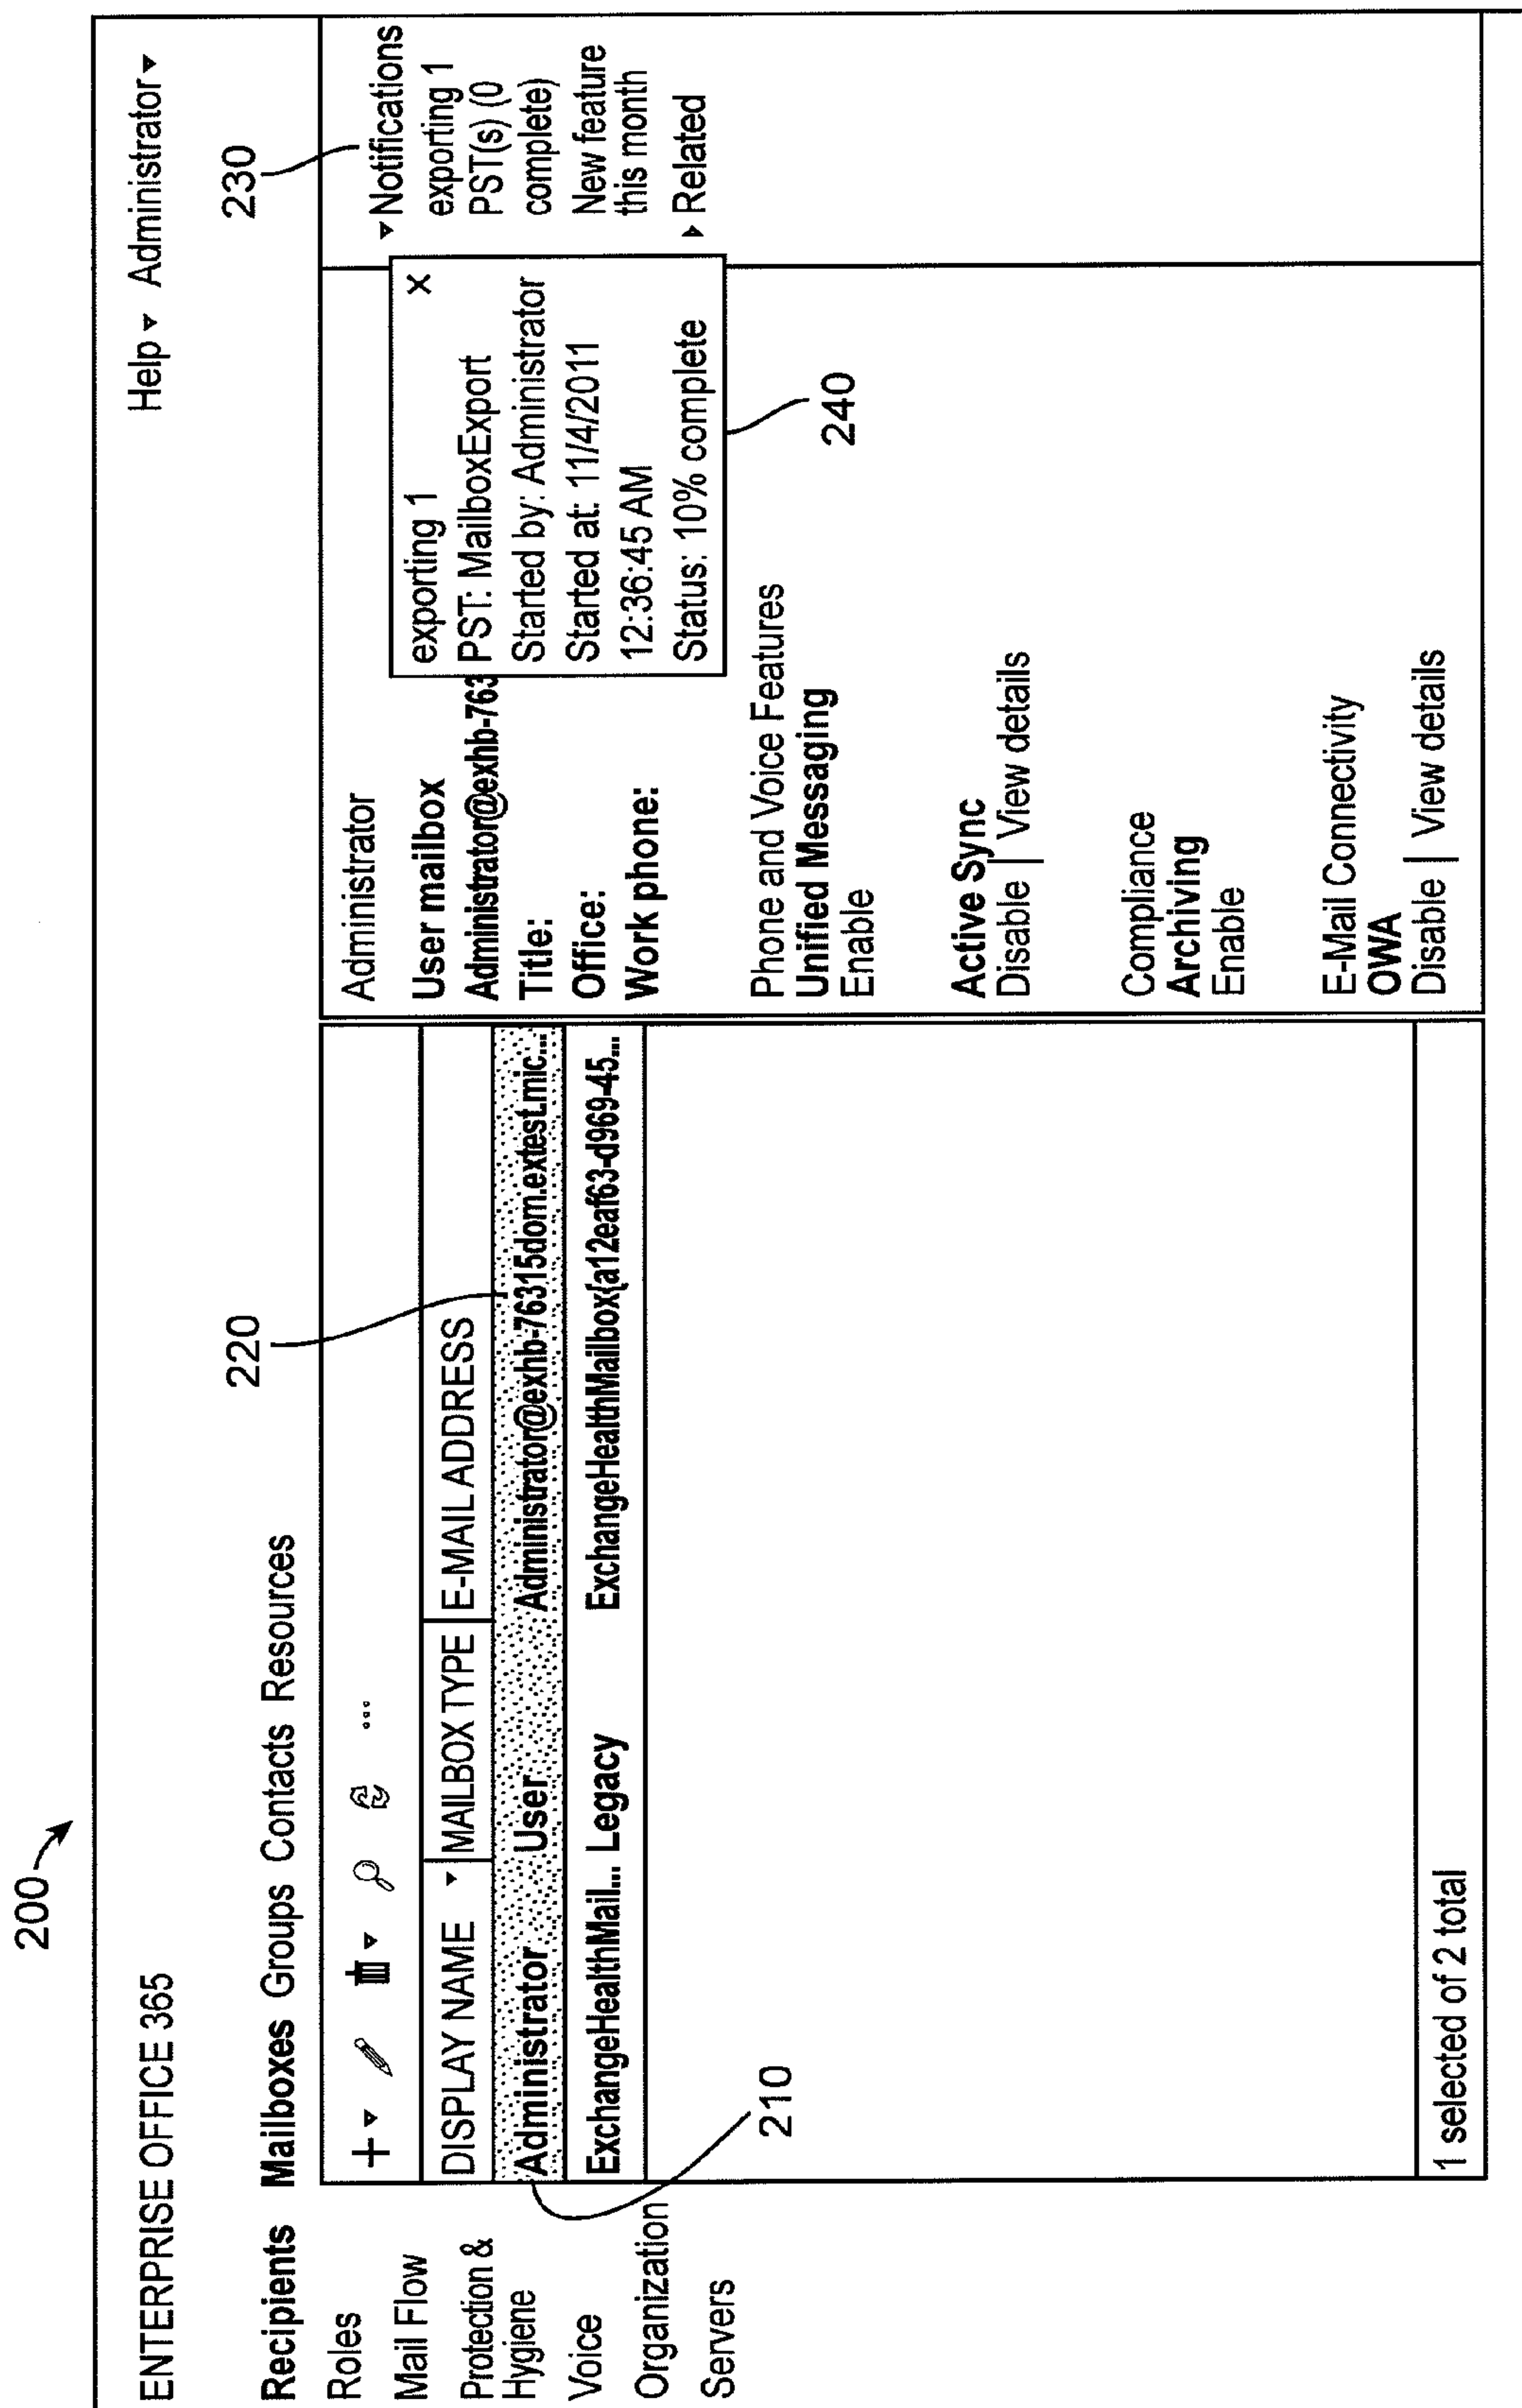 200
ENTERPRISE OFFICE 365
Help Administrator
Recipients
Roles
Mail Flow
Protection &
Hygiene
Voice
Organization
Servers
Mailboxes Groups Contacts Resources
220
230
...
DISPLAY NAME MAILBOX TYPE E-MAIL ADDRESS
Administrator User Administrator@exhb-76315dom.extest.mic...
ExchangeHealthMail... Legacy ExchangeHealthMailbox{a12eaf63-d969-45...
210
1 selected of 2 total
Administrator
User mailbox
Administrator@exhb-763
Title:
Office:
Work phone:
Phone and Voice Features
Unified Messaging
Enable
Active Sync
Disable | View details
Compliance
Archiving
Enable
E-Mail Connectivity
OWA
Disable | View details
exporting 1 X
PST: MailboxExport
Started by: Administrator
Started at: 11/4/2011
12:36:45 AM
Status: 10% complete
240
Notifications
exporting 1
PST(s) (0
complete)
New feature
this month
Related